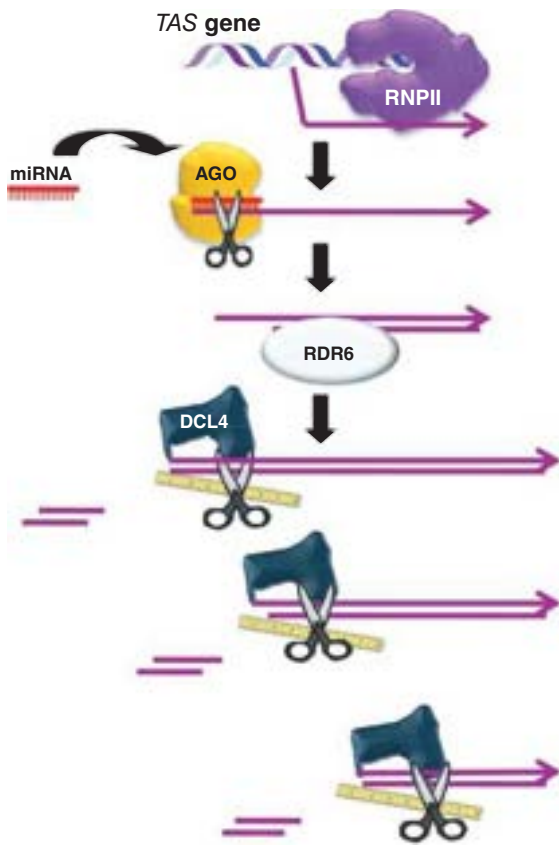 TAS gene
RNPII
miRNA
AGO
RDR6
DCL4